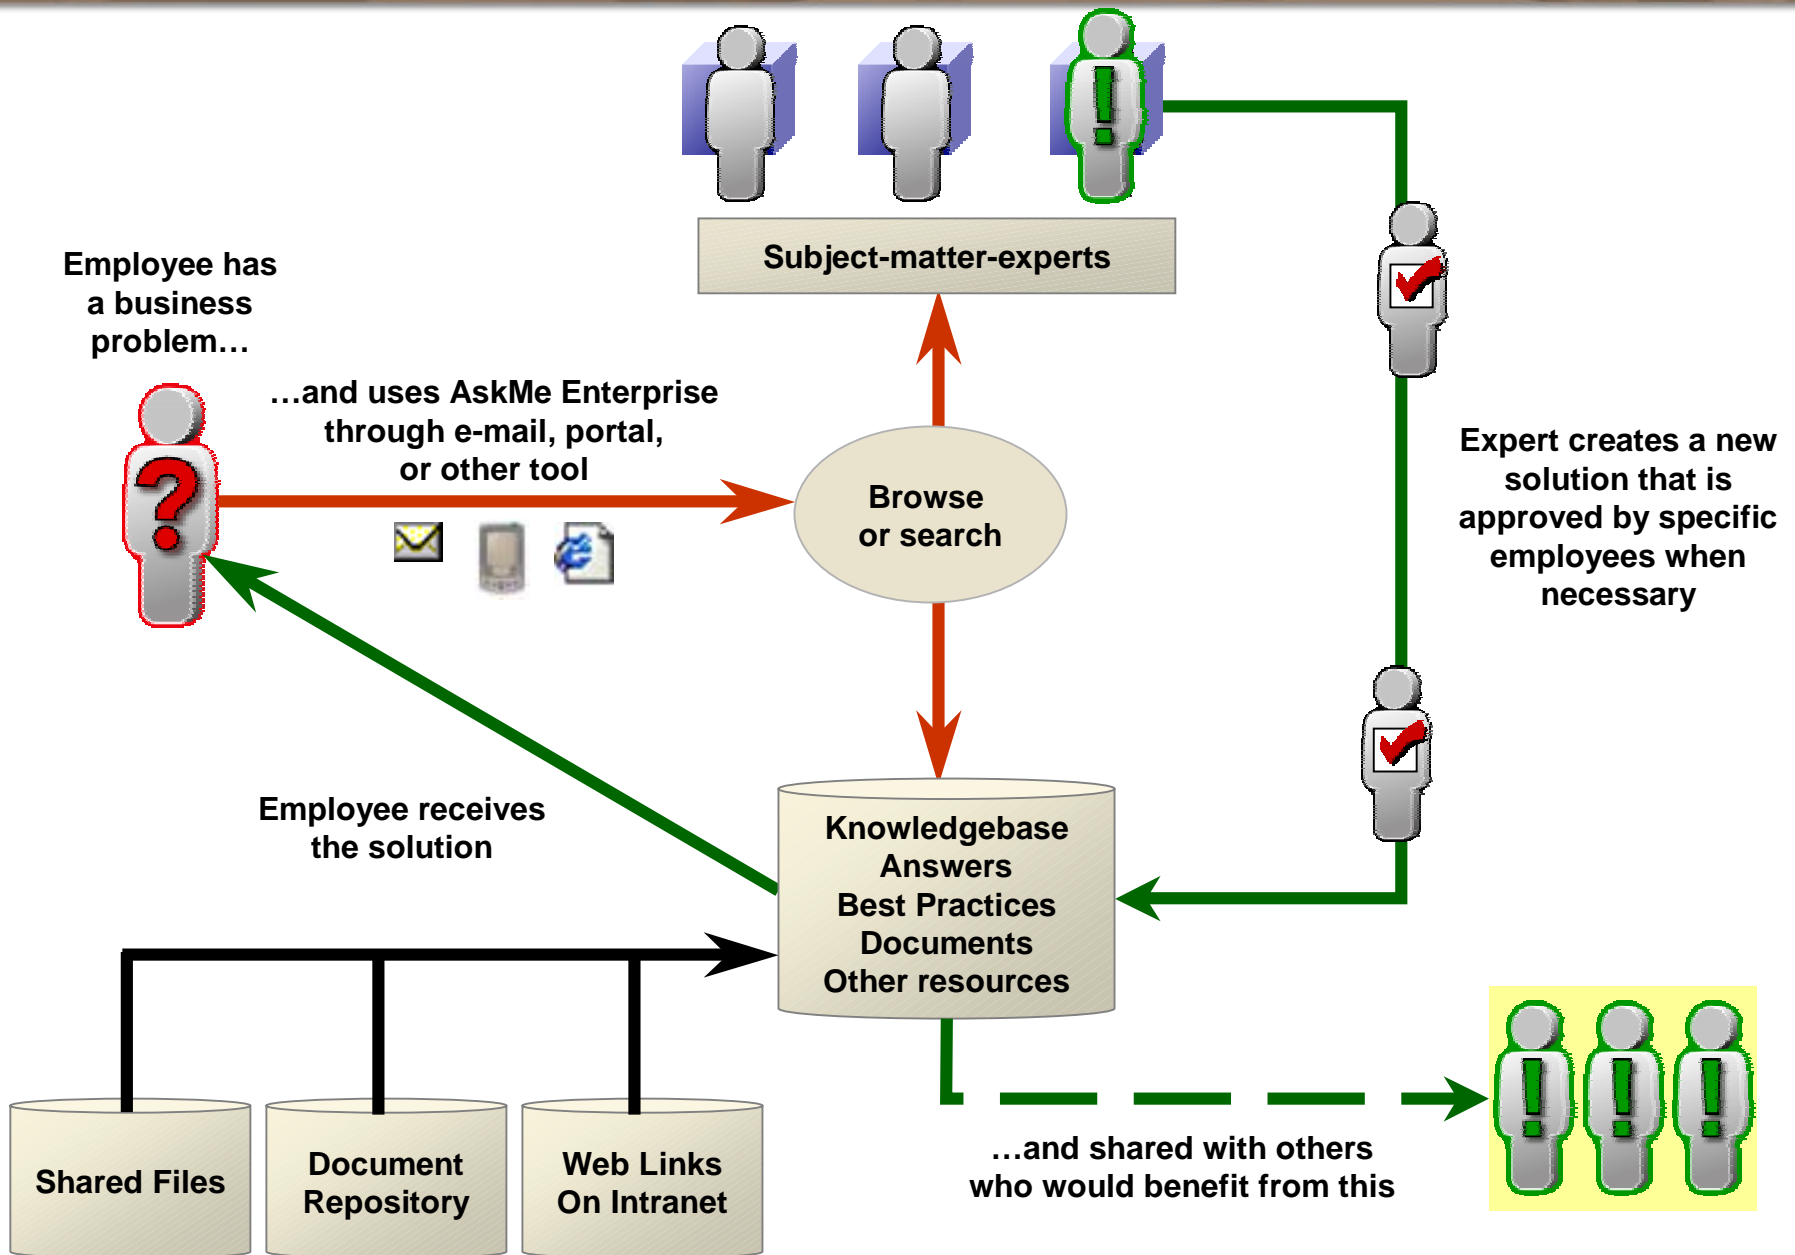 Subject-matter-experts
Employee has
a business
problem…
…and uses AskMe Enterprise
through e-mail, portal,
or other tool
Browse
or search
Expert creates a new
solution that is
approved by specific
employees when
necessary
Employee receives
the solution
Knowledgebase
Answers
Best Practices
Documents
Other resources
Shared Files
Document
Repository
Web Links
On Intranet
…and shared with others
who would benefit from this